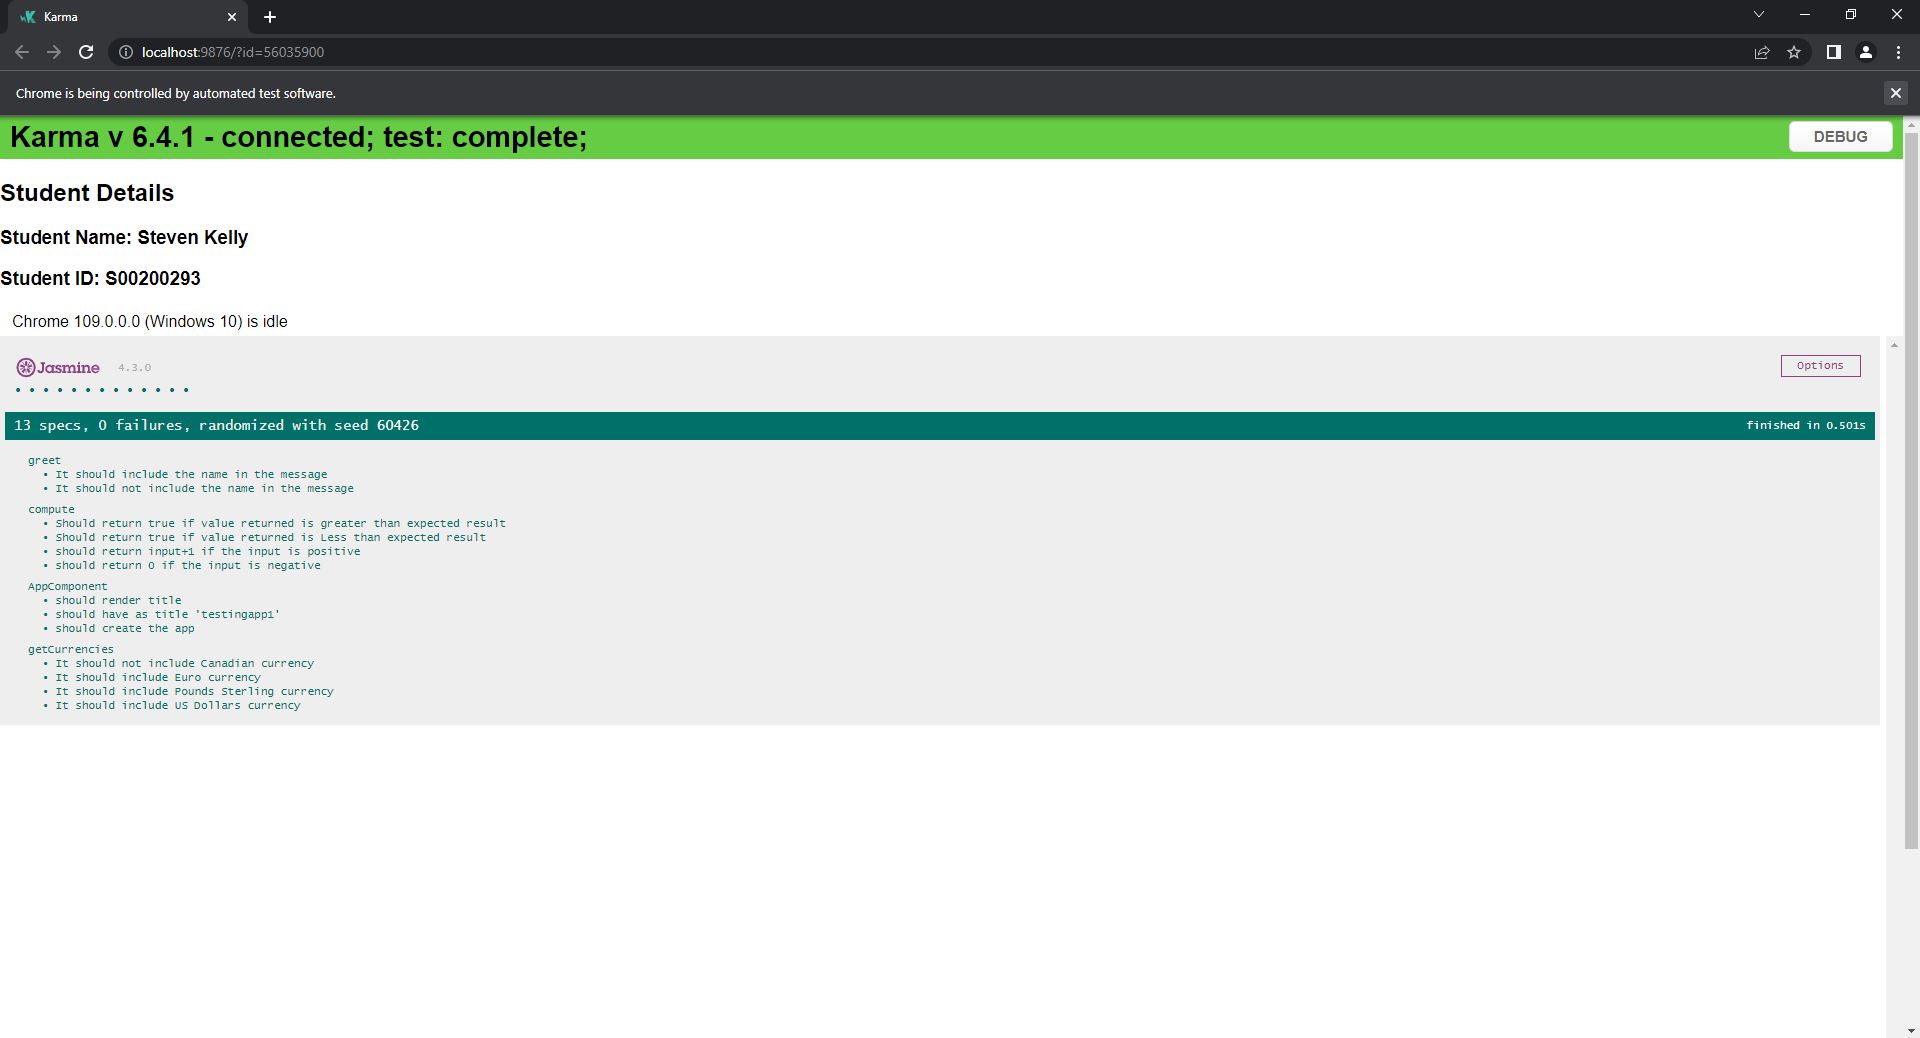 Karma
localhost:9876/?id=56035900
Chrome is being controlled by automated test software.
Karma v 6.4.1 - connected; test: complete;
DEBUG
Student Details
Student Name: Steven Kelly
Student ID: S00200293
Chrome 109.0.0.0 (Windows 10) is idle
Jasmine 4.3.0
Options
13 specs, 0 failures, randomized with seed 60426
finished in 0.501s
greet
• It should include the name in the message
• It should not include the name in the message
compute
• Should return true if value returned is greater than expected result
• Should return true if value returned is Less than expected result
• should return input+1 if the input is positive
• should return 0 if the input is negative
AppComponent
• should render title
• should have as title 'testingapp1'
• should create the app
getCurrencies
• It should not include Canadian currency
• It should include Euro currency
• It should include Pounds Sterling currency
• It should include US Dollars currency